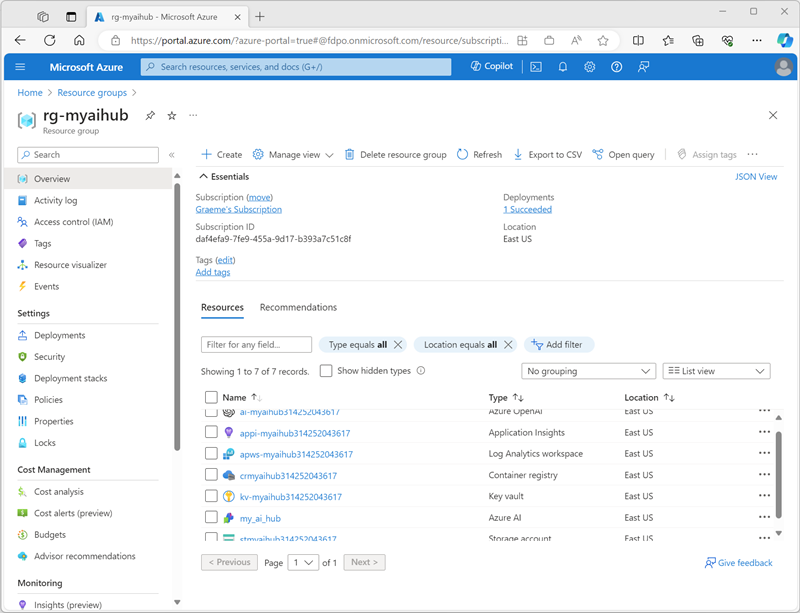 rg-myaihub - Microsoft Azure
https://portal.azure.com/?azure-portal=true#@fdpo.onmicrosoft.com/resource/subscripti...
Microsoft Azure
Search resources, services, and docs (G+/)
Copilot
Home > Resource groups >
rg-myaihub
Resource group
Search
Overview
Activity log
Access control (IAM)
Tags
Resource visualizer
Events
Settings
Deployments
Security
Deployment stacks
Policies
Properties
Locks
Cost Management
Cost analysis
Cost alerts (preview)
Budgets
Advisor recommendations
Monitoring
Insights (preview)
Create Manage view Delete resource group Refresh Export to CSV Open query Assign tags ...
Essentials JSON View
Subscription (move)
Graeme's Subscription
Subscription ID
daf4efa9-7fe9-455a-9d17-b393a7c51c8f
Deployments
1 Succeeded
Location
East US
Tags (edit)
Add tags
Resources Recommendations
Filter for any field... Type equals all Location equals all Add filter
Showing 1 to 7 of 7 records. Show hidden types No grouping List view
Name Type Location
ai-myaihub314252043617 Azure OpenAI East US
appi-myaihub314252043617 Application Insights East US
apws-myaihub314252043617 Log Analytics workspace East US
crmyaihub314252043617 Container registry East US
kv-myaihub314252043617 Key vault East US
my_ai_hub Azure AI East US
stmyaihub314252043617 Storage account East US
< Previous Page 1 of 1 Next > Give feedback